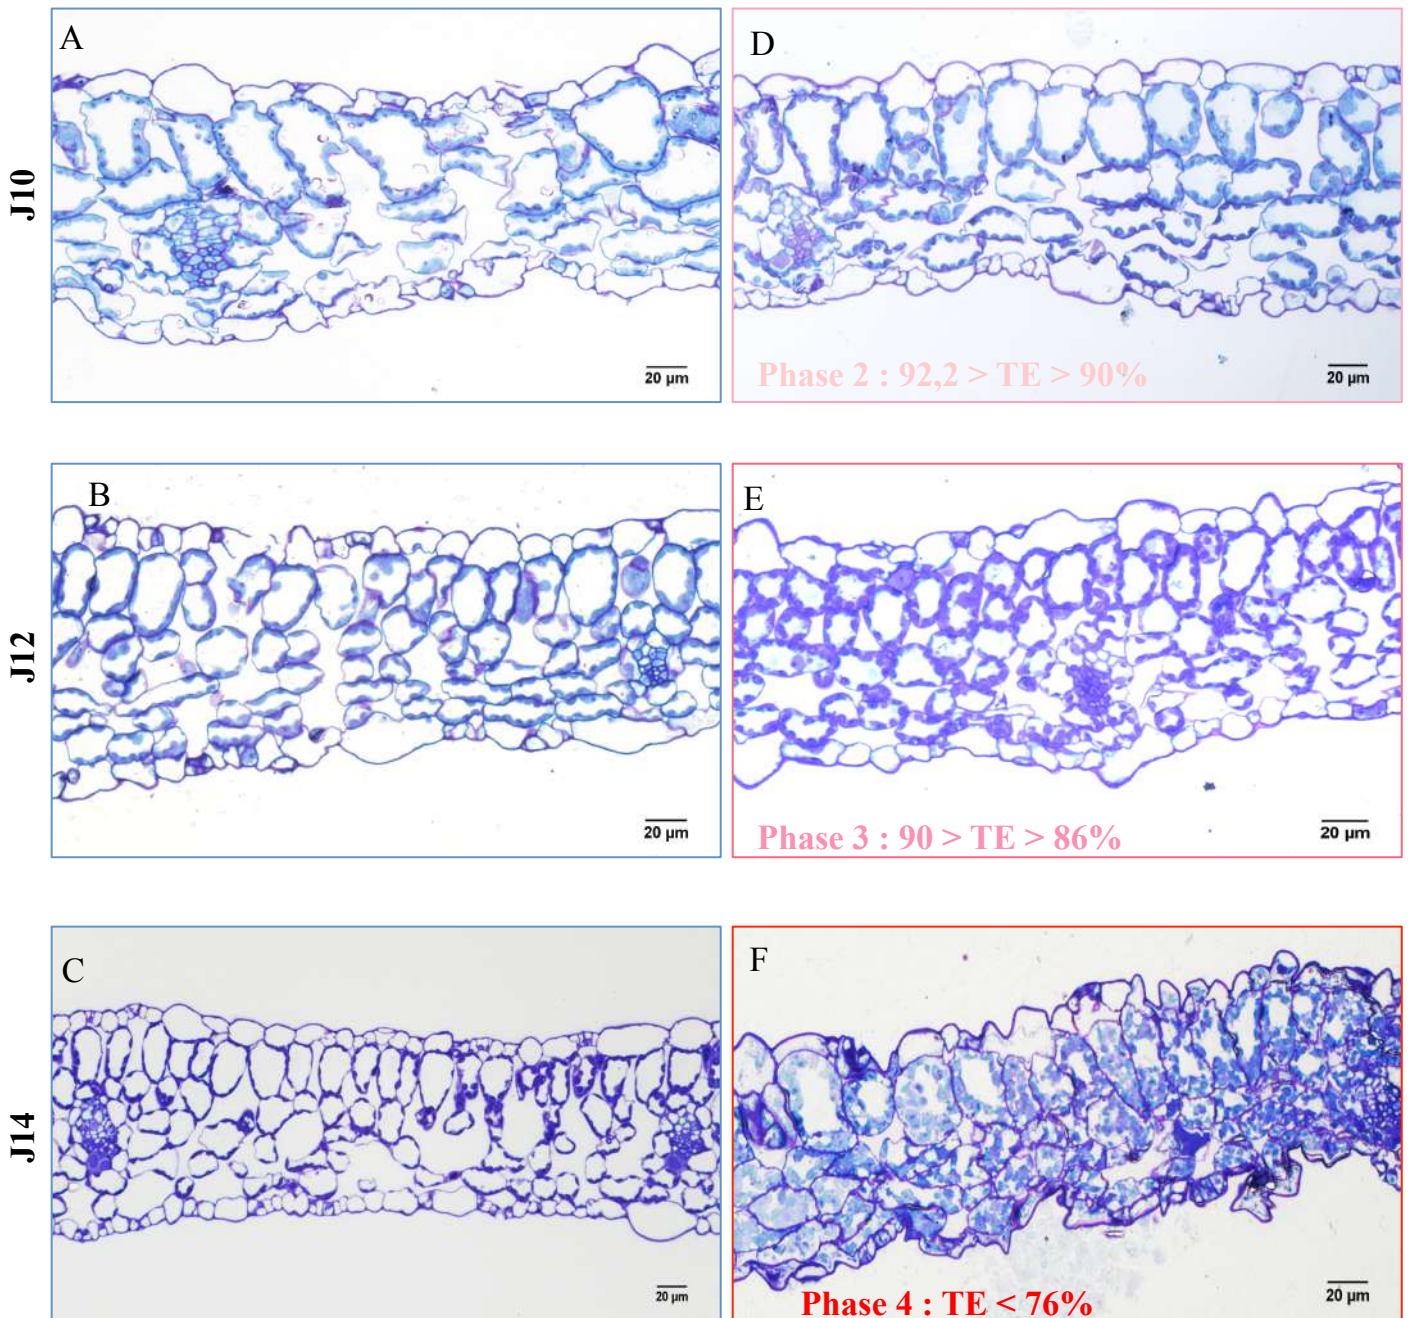 A
D
J10
20 µm
Phase 2 : 92,2 > TE > 90%
20 µm
B
E
J12
20 µm
Phase 3 : 90 > TE > 86%
20 µm
C
F
J14
20 µm
Phase 4 : TE < 76%
20 µm